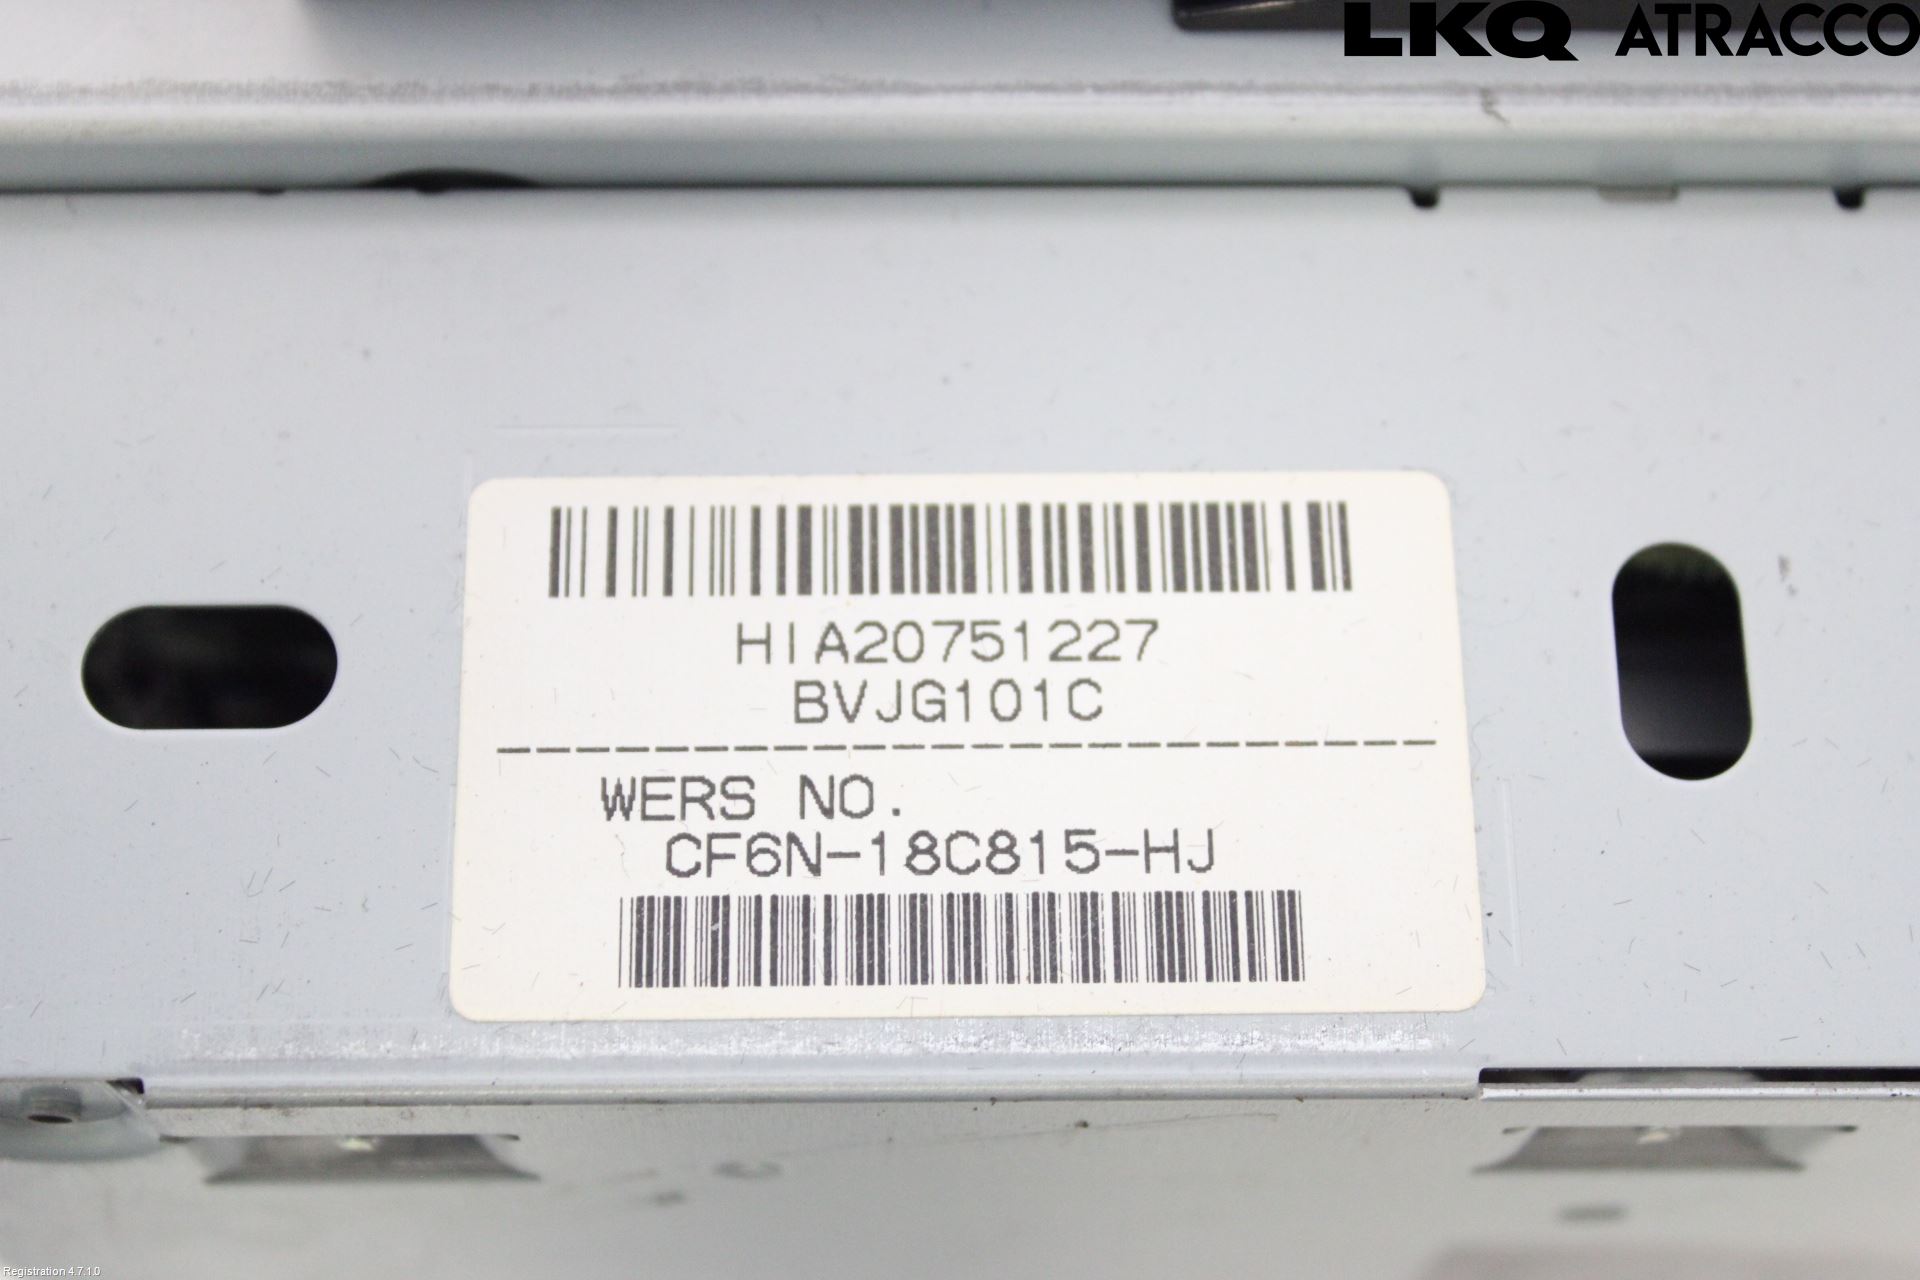 LKQ ATRACCO
HIA20751227
BVJG101C
WERS NO.
CF6N-18C815-HJ
Registration 4.7.1.0